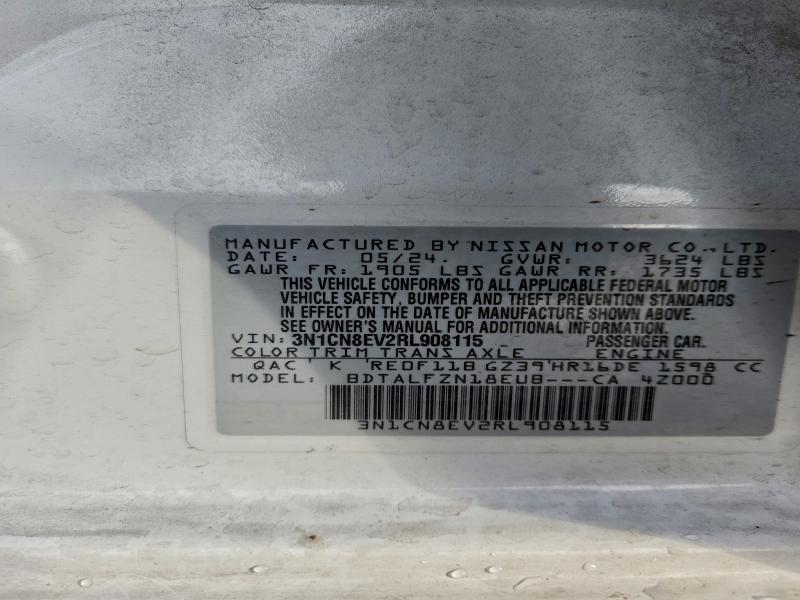 MANUFACTURED BY NISSAN MOTOR CO.,LTD.
DATE: 05/24. GVWR: 3624 LBS
GAWR FR: 1905 LBS GAWR RR: 1735 LBS
THIS VEHICLE CONFORMS TO ALL APPLICABLE FEDERAL MOTOR
VEHICLE SAFETY, BUMPER AND THEFT PREVENTION STANDARDS
IN EFFECT ON THE DATE OF MANUFACTURE SHOWN ABOVE.
SEE OWNER'S MANUAL FOR ADDITIONAL INFORMATION.
VIN: 3N1CN8EV2RL908115 PASSENGER CAR.
COLOR TRIM TRANS AXLE ENGINE
QAC K RE0F11B GZ39 HR16DE 1598 CC
MODEL: BDTALFZN18EUB---CA 4Z000
3N1CN8EV2RL908115